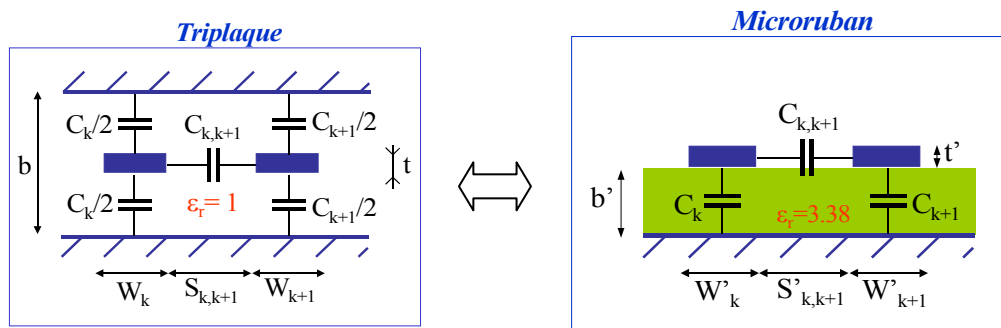 Triplaque
C_k/2
C_{k,k+1}
C_{k+1}/2
b
t
C_k/2
ε_r= 1
C_{k+1}/2
W_k
S_{k,k+1}
W_{k+1}
Microruban
C_{k,k+1}
t’
b’
C_k
ε_r=3.38
C_{k+1}
W’_k
S’_{k,k+1}
W’_{k+1}